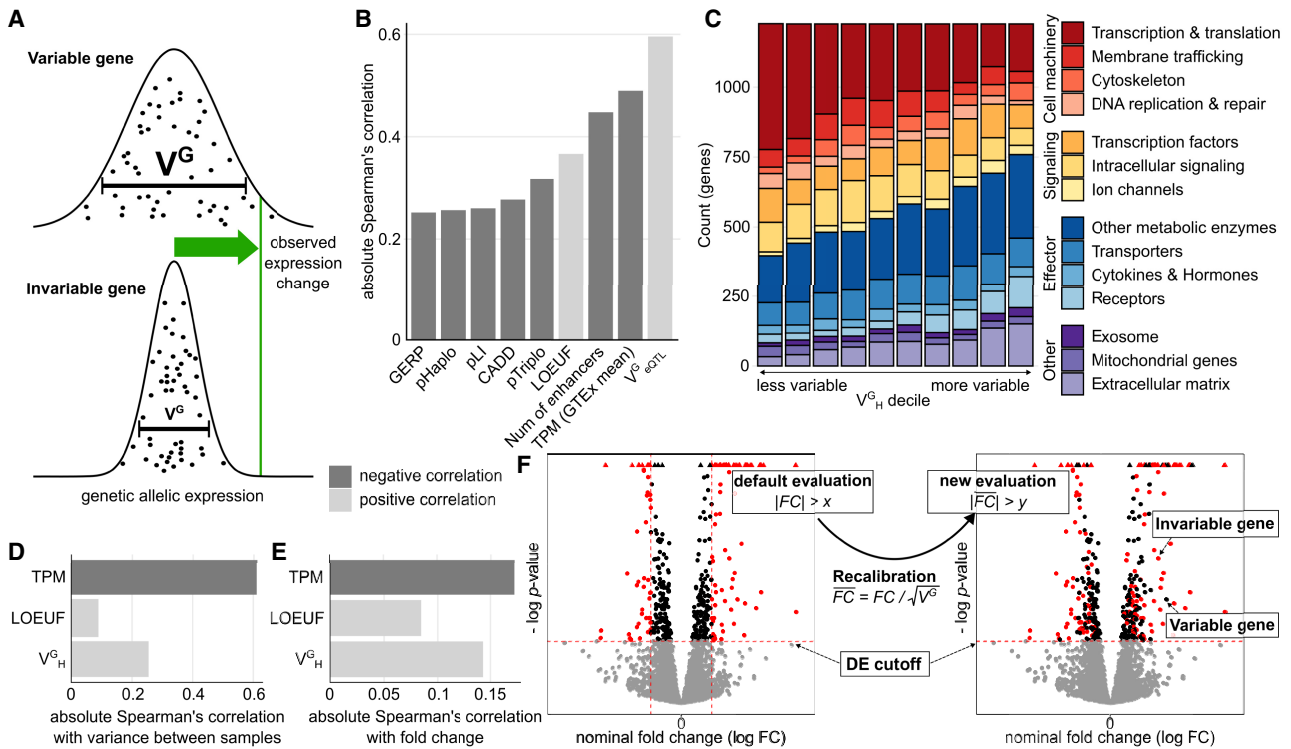 A
Variable gene
V^G
observed
expression
change
Invariable gene
V^G
genetic allelic expression
B
absolute Spearman's correlation
0.6
0.4
0.2
0
GERP
pHaplo
pLI
CADD
pTriplo
LOEUF
Num of enhancers
TPM (GTEx mean)
V^G eQTL
negative correlation
positive correlation
C
Count (genes)
1000
750
500
250
0
less variable
more variable
V^G_H decile
Cell machinery
Transcription & translation
Membrane trafficking
Cytoskeleton
DNA replication & repair
Signaling
Transcription factors
Intracellular signaling
Ion channels
Effector
Other metabolic enzymes
Transporters
Cytokines & Hormones
Receptors
Other
Exosome
Mitochondrial genes
Extracellular matrix
D
TPM
LOEUF
V^G_H
0 0.2 0.4 0.6
absolute Spearman's correlation
with variance between samples
E
TPM
LOEUF
V^G_H
0 0.05 0.10 0.15
absolute Spearman's correlation
with fold change
F
- log p-value
default evaluation
|FC| > x
0
nominal fold change (log FC)
Recalibration
F̅C̅ = FC / √V^G
DE cutoff
new evaluation
|F̅C̅| > y
- log p-value
Invariable gene
Variable gene
0
nominal fold change (log FC)